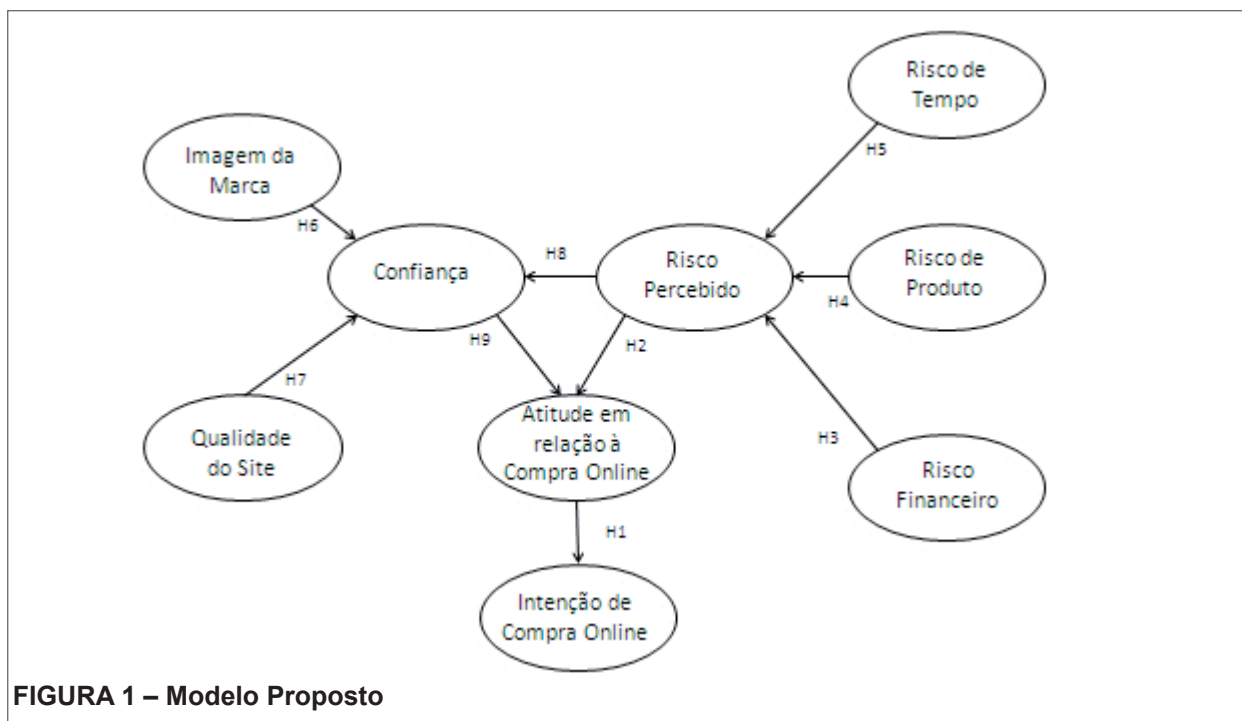 Risco de
Tempo
H5
Imagem da
Marca
H6
Confiança
H8
Risco
Percebido
Risco de
Produto
H4
H9
H2
H7
Qualidade
do Site
Atitude em
relação à
Compra Online
H3
Risco
Financeiro
H1
Intenção de
Compra Online
FIGURA 1 – Modelo Proposto